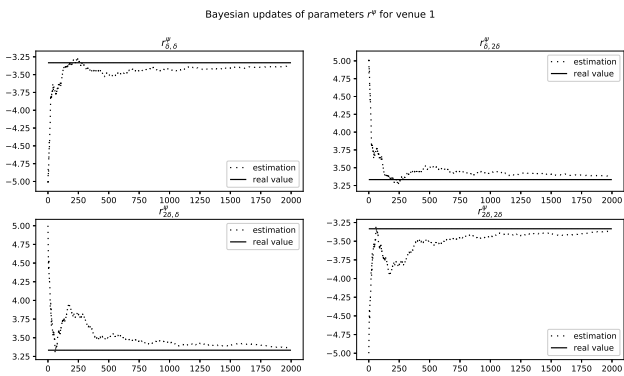 Bayesian updates of parameters r^ψ for venue 1
r^ψ_{δ,δ}
−3.25
−3.50
−3.75
−4.00
−4.25
−4.50
−4.75
−5.00
estimation
real value
0 250 500 750 1000 1250 1500 1750 2000
r^ψ_{δ,2δ}
5.00
4.75
4.50
4.25
4.00
3.75
3.50
3.25
estimation
real value
0 250 500 750 1000 1250 1500 1750 2000
r^ψ_{2δ,δ}
5.00
4.75
4.50
4.25
4.00
3.75
3.50
3.25
estimation
real value
0 250 500 750 1000 1250 1500 1750 2000
r^ψ_{2δ,2δ}
−3.25
−3.50
−3.75
−4.00
−4.25
−4.50
−4.75
−5.00
estimation
real value
0 250 500 750 1000 1250 1500 1750 2000